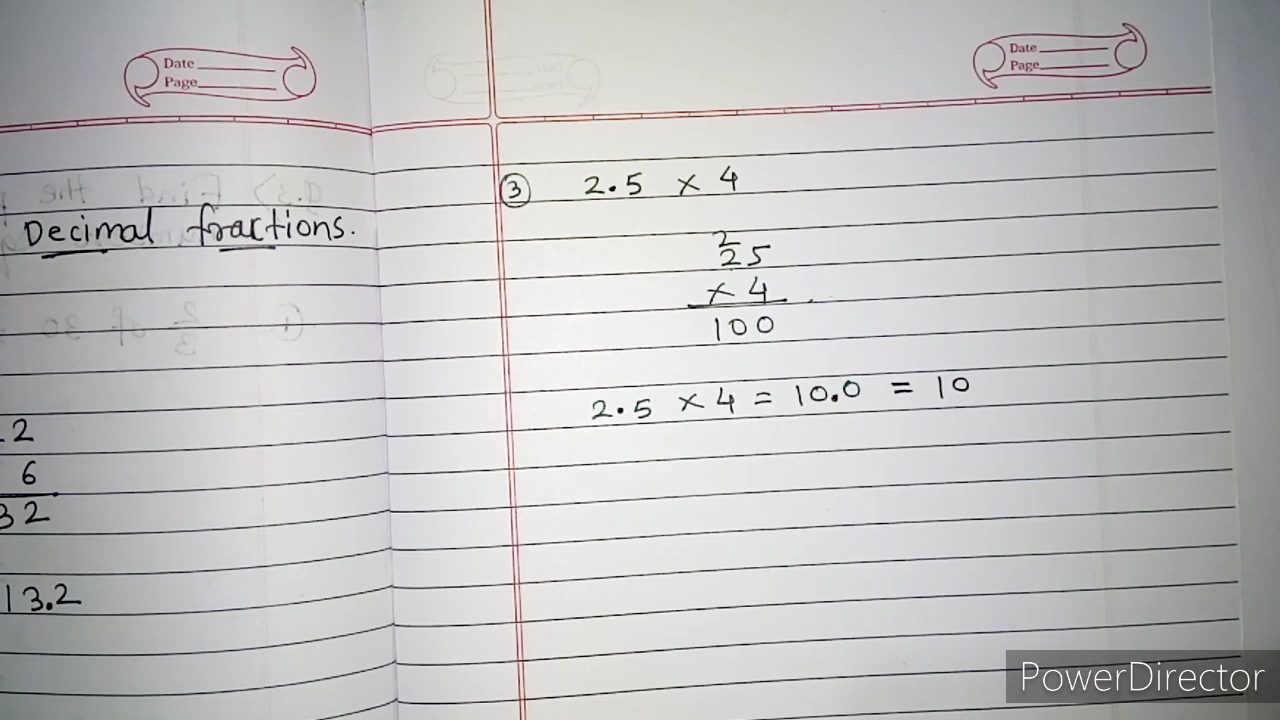 Date
Page
Decimal fractions.
2
6
32
13.2
Date
Page
3 2.5 × 4
2
25
× 4
100
2.5 × 4 = 10.0 = 10
PowerDirector